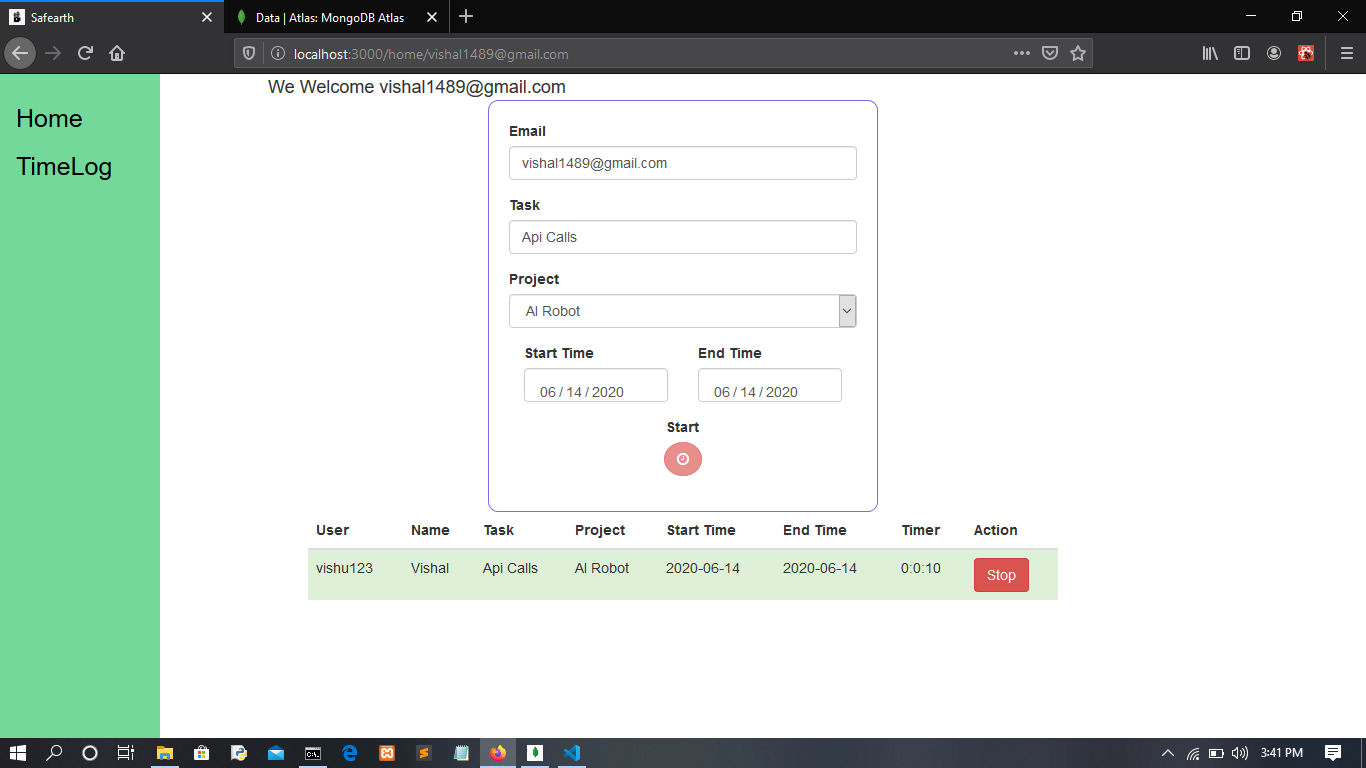 Safearth
Data | Atlas: MongoDB Atlas
localhost:3000/home/vishal1489@gmail.com
Home
TimeLog
We Welcome vishal1489@gmail.com
Email
vishal1489@gmail.com
Task
Api Calls
Project
AI Robot
Start Time End Time
06 / 14 / 2020 06 / 14 / 2020
Start
User Name Task Project Start Time End Time Timer Action
vishu123 Vishal Api Calls AI Robot 2020-06-14 2020-06-14 0:0:10 Stop
3:41 PM